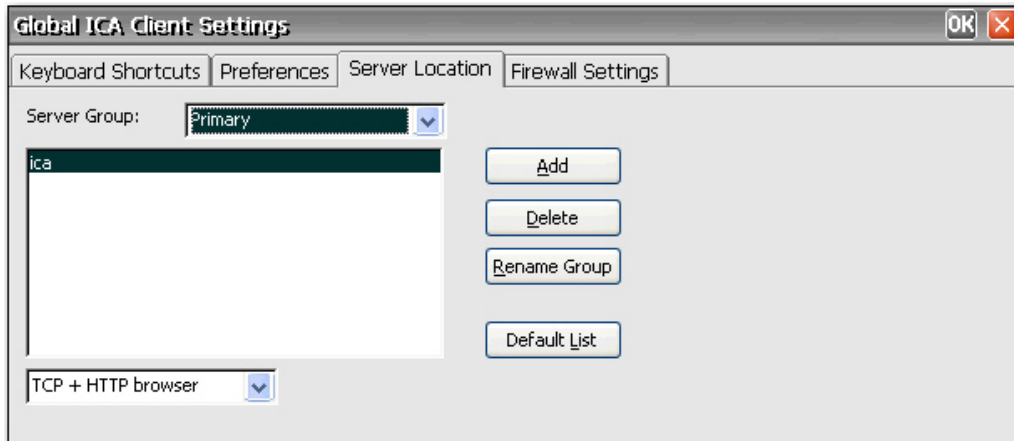 Global ICA Client Settings OK
Keyboard Shortcuts Preferences Server Location Firewall Settings
Server Group: Primary
ica
Add
Delete
Rename Group
Default List
TCP + HTTP browser